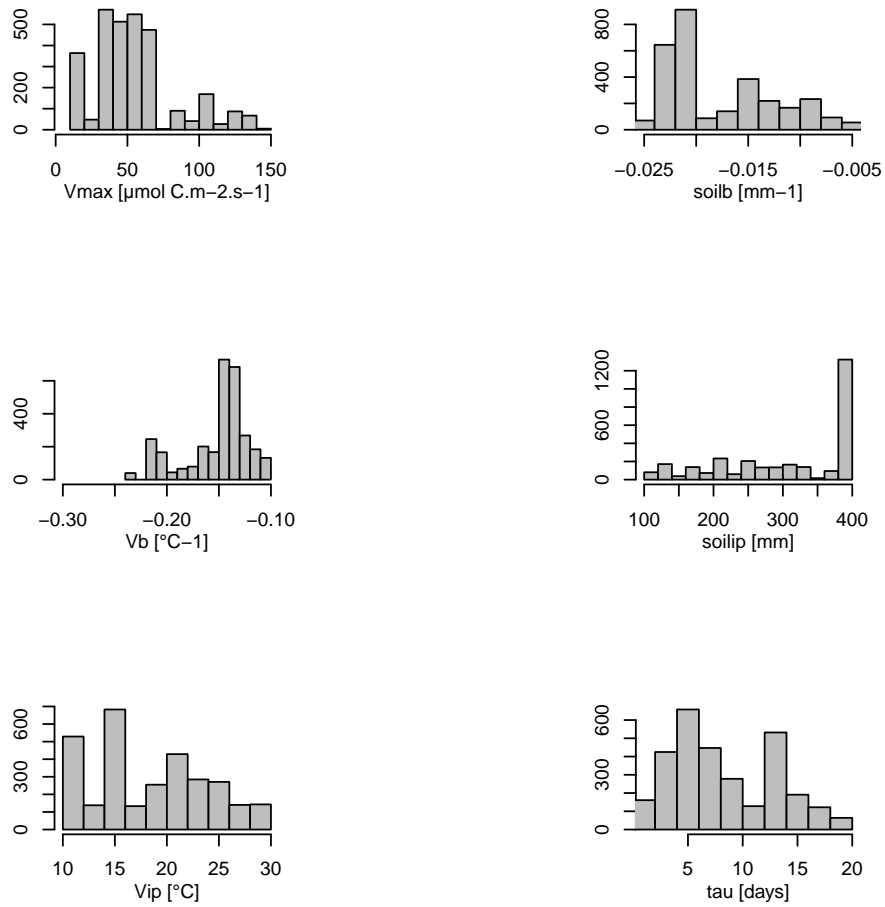 0 200 500
0 50 100 150
Vmax [µmol C.m−2.s−1]
0 400 800
−0.025 −0.015 −0.005
soilb [mm−1]
0 400
−0.30 −0.20 −0.10
Vb [°C−1]
0 600 1200
100 200 300 400
soilip [mm]
0 300 600
10 15 20 25 30
Vip [°C]
0 300 600
5 10 15 20
tau [days]